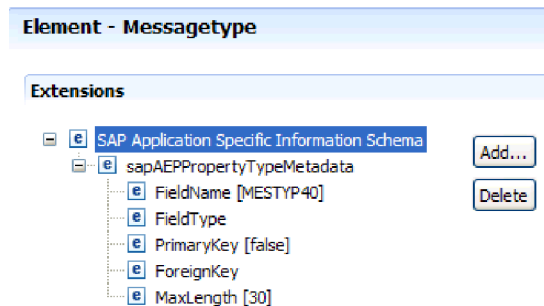 Element - Messagetype
Extensions
SAP Application Specific Information Schema
sapAEPPropertyTypeMetadata
FieldName [MESTYP40]
FieldType
PrimaryKey [false]
ForeignKey
MaxLength [30]
Add...
Delete